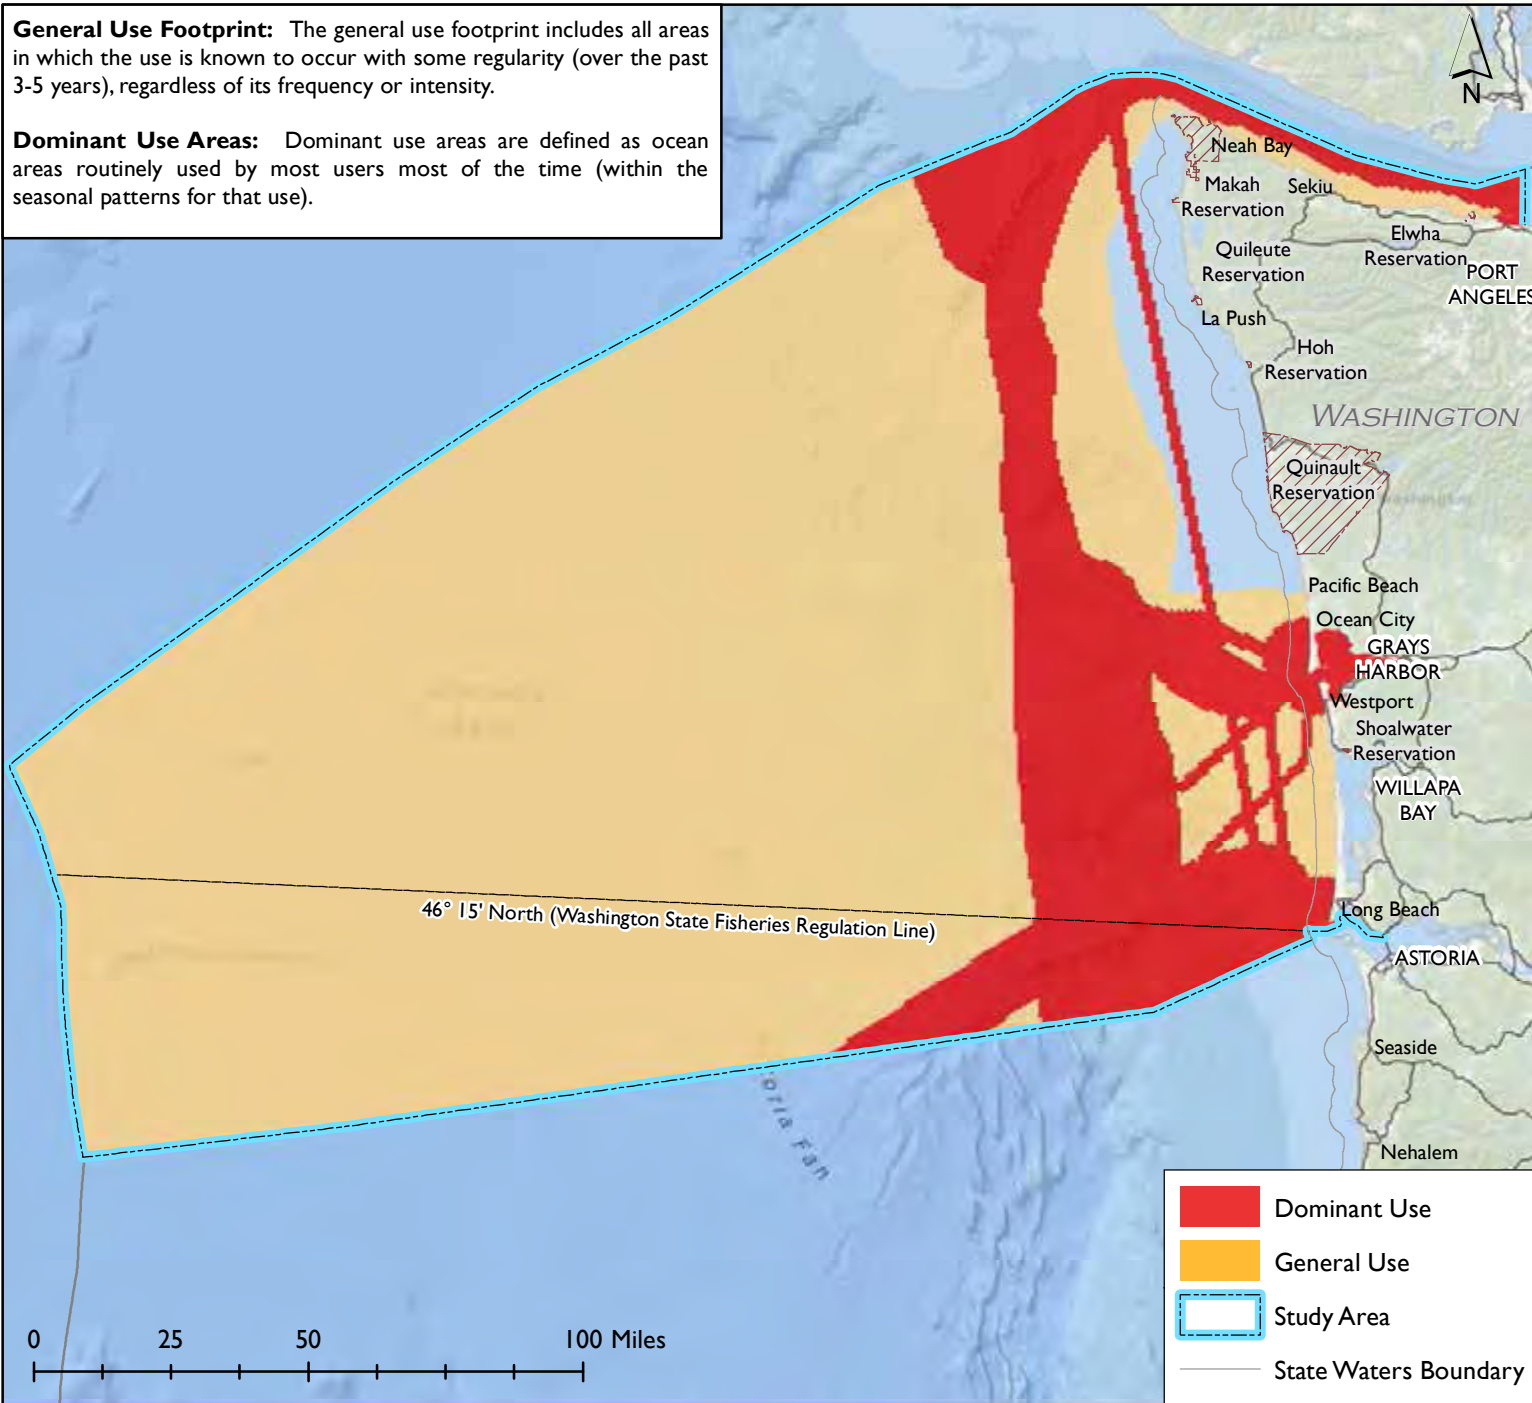 General Use Footprint: The general use footprint includes all areas
in which the use is known to occur with some regularity (over the past
3-5 years), regardless of its frequency or intensity.
Dominant Use Areas: Dominant use areas are defined as ocean
areas routinely used by most users most of the time (within the
seasonal patterns for that use).
N
Neah Bay
Makah
Reservation
Sekiu
Elwha
Reservation
PORT
ANGELES
Quileute
Reservation
La Push
Hoh
Reservation
WASHINGTON
Quinault
Reservation
Washington
Pacific Beach
Ocean City
GRAYS
HARBOR
Westport
Shoalwater
Reservation
WILLAPA
BAY
46° 15' North (Washington State Fisheries Regulation Line)
Long Beach
ASTORIA
Seaside
Nehalem
Fan
Dominant Use
General Use
Study Area
State Waters Boundary
0 25 50 100 Miles